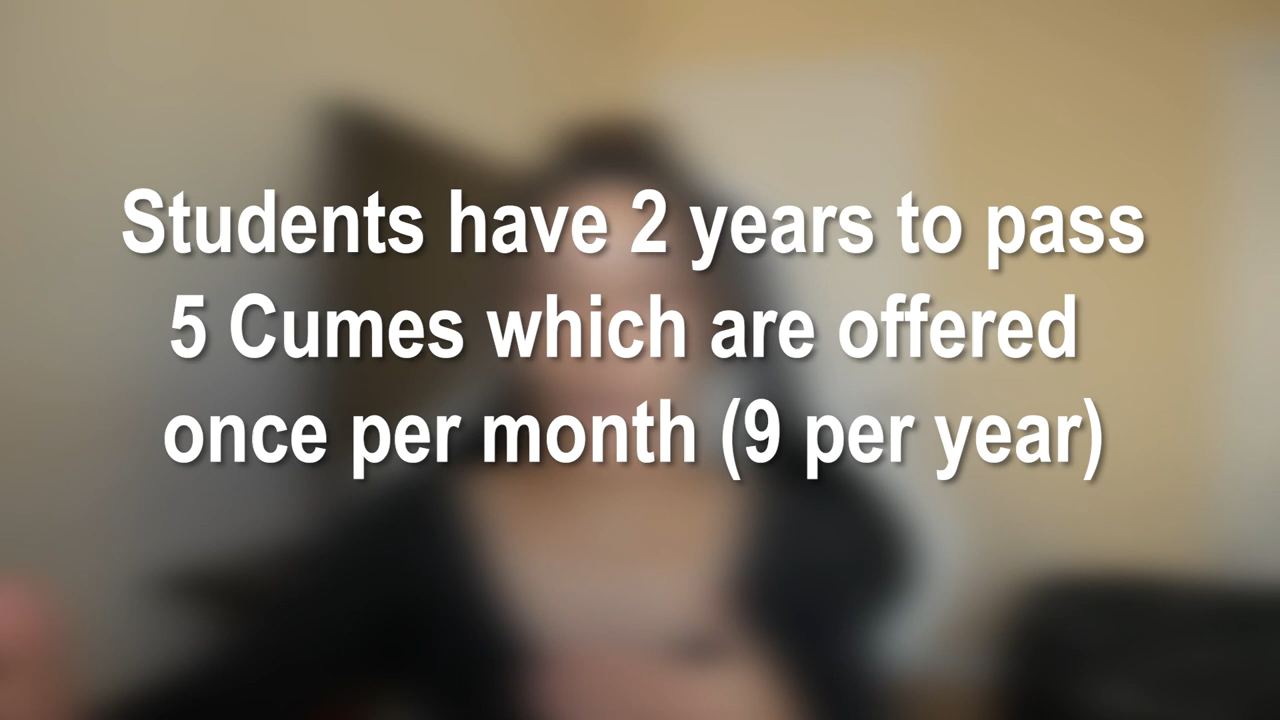 Students have 2 years to pass
5 Cumes which are offered
once per month (9 per year)